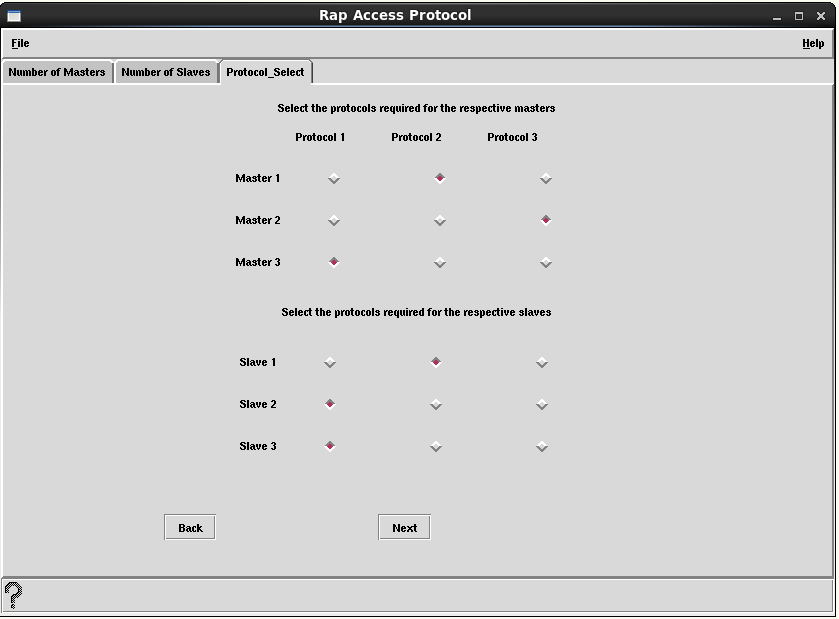 Rap Access Protocol
File Help
Number of Masters Number of Slaves Protocol_Select
Select the protocols required for the respective masters
Protocol 1 Protocol 2 Protocol 3
Master 1
Master 2
Master 3
Select the protocols required for the respective slaves
Slave 1
Slave 2
Slave 3
Back Next
?